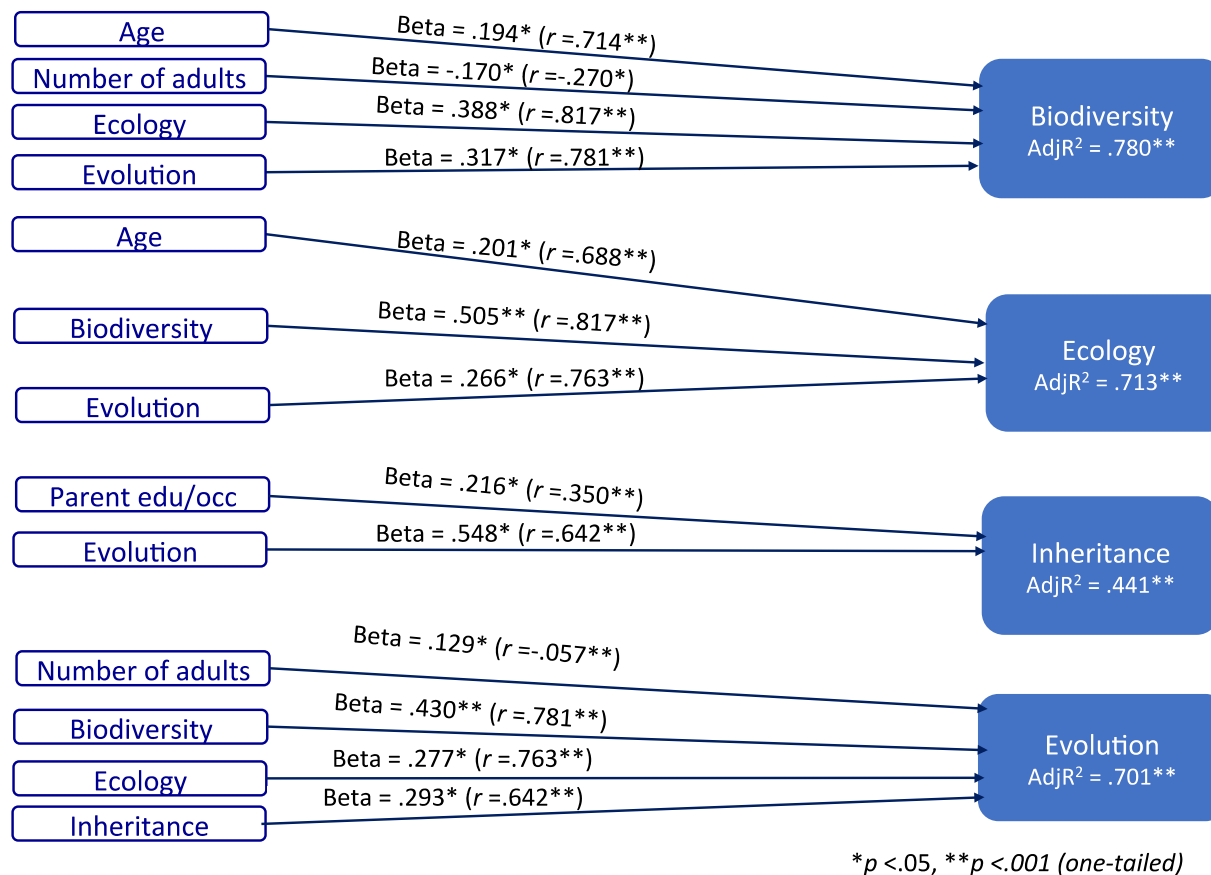 Age
Beta = .194* (r =.714**)
Number of adults
Beta = -.170* (r =-.270*)
Ecology
Beta = .388* (r =.817**)
Evolution
Beta = .317* (r =.781**)
Biodiversity
AdjR² = .780**
Age
Beta = .201* (r =.688**)
Biodiversity
Beta = .505** (r =.817**)
Evolution
Beta = .266* (r =.763**)
Ecology
AdjR² = .713**
Parent edu/occ
Beta = .216* (r =.350**)
Evolution
Beta = .548* (r =.642**)
Inheritance
AdjR² = .441**
Number of adults
Beta = .129* (r =-.057**)
Biodiversity
Beta = .430** (r =.781**)
Ecology
Beta = .277* (r =.763**)
Inheritance
Beta = .293* (r =.642**)
Evolution
AdjR² = .701**
*p <.05, **p <.001 (one-tailed)